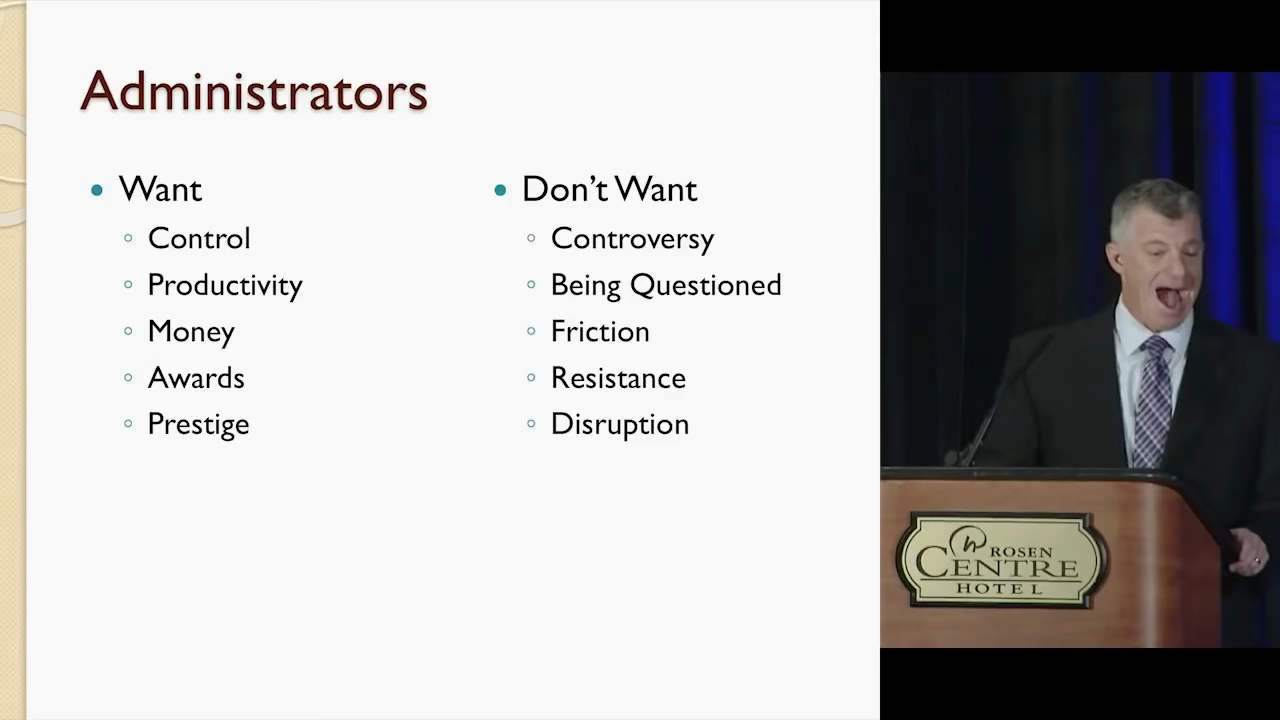 Administrators
Want
Control
Productivity
Money
Awards
Prestige
Don't Want
Controversy
Being Questioned
Friction
Resistance
Disruption
ROSEN
CENTRE
HOTEL